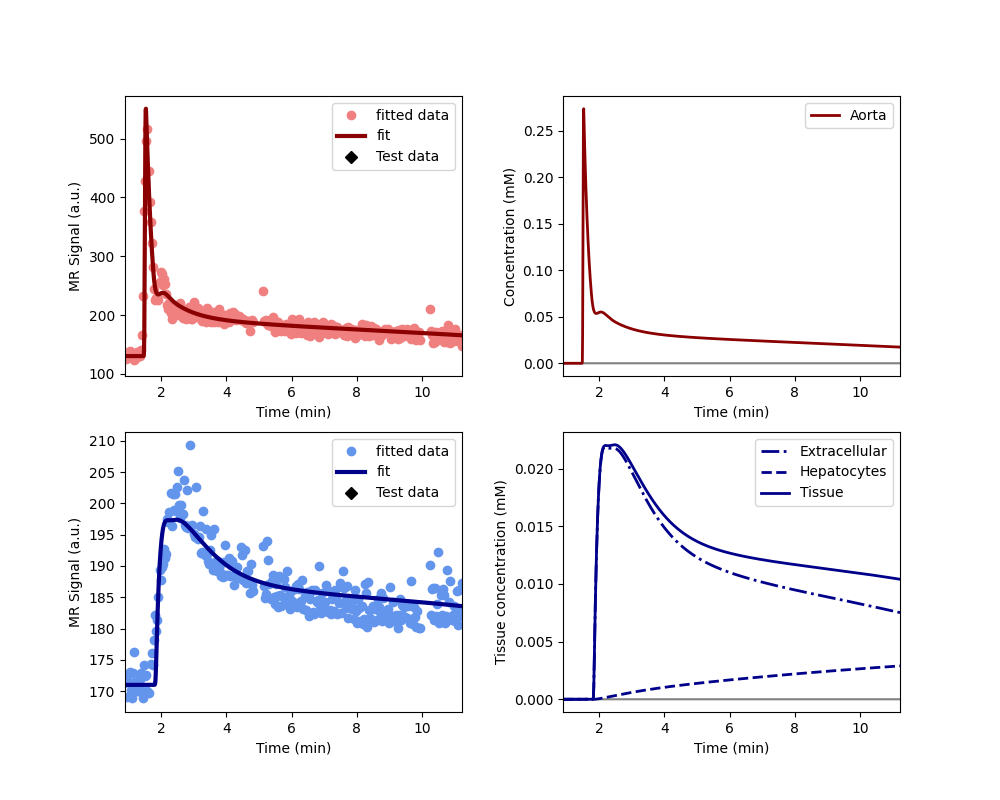 500
400
300
200
100
MR Signal (a.u.)
2
4
6
8
10
Time (min)
fitted data
fit
Test data
0.25
0.20
0.15
0.10
0.05
0.00
Concentration (mM)
2
4
6
8
10
Time (min)
Aorta
210
205
200
195
190
185
180
175
170
MR Signal (a.u.)
2
4
6
8
10
Time (min)
fitted data
fit
Test data
0.020
0.015
0.010
0.005
0.000
Tissue concentration (mM)
2
4
6
8
10
Time (min)
Extracellular
Hepatocytes
Tissue